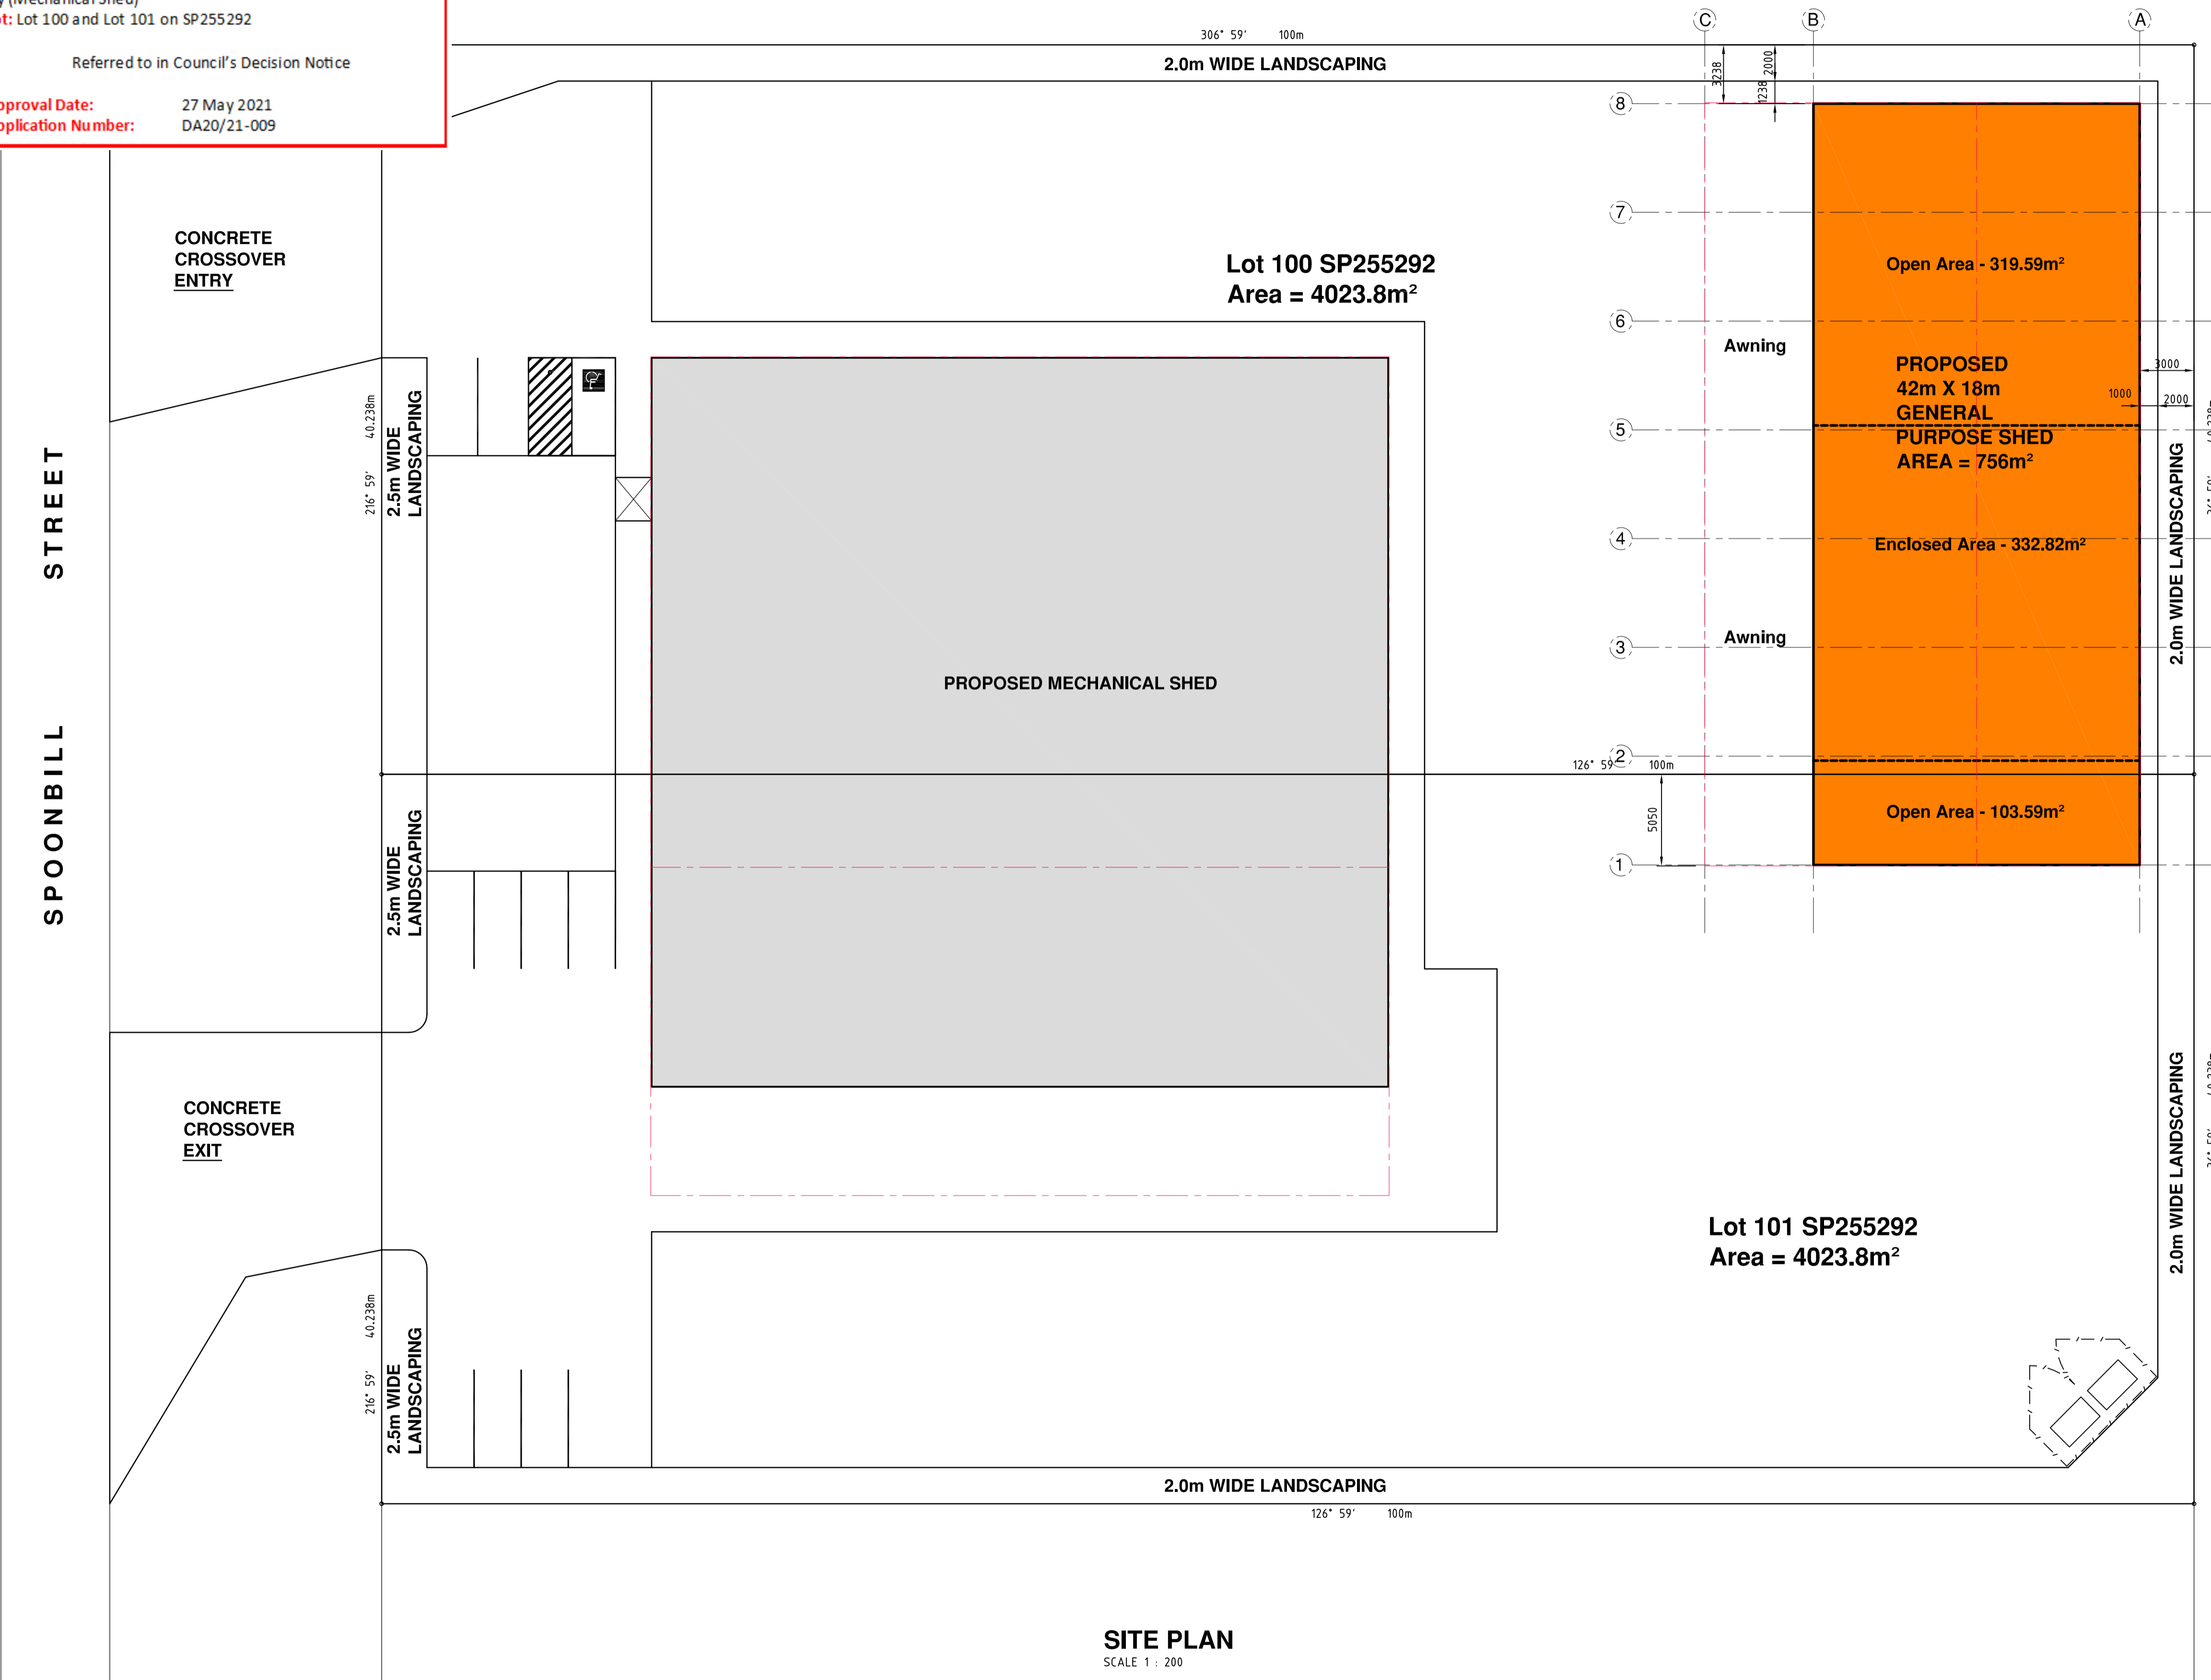 Lot 100 and Lot 101 on SP255292
Referred to in Council's Decision Notice
27 May 2021
DA20/21-009
306° 59' 100m
2.0m WIDE LANDSCAPING
C
B
A
3238
2000
1238
8
7
6
5
4
3
2
1
CONCRETE
CROSSOVER
ENTRY
Lot 100 SP255292
Area = 4023.8m²
Open Area - 319.59m²
Awning
PROPOSED
42m X 18m
GENERAL
PURPOSE SHED
AREA = 756m²
3000
1000
2000
216° 59' 40.238m
2.5m WIDE
LANDSCAPING
SPOONBILL STREET
2.0m WIDE LANDSCAPING
Enclosed Area - 332.82m²
Awning
PROPOSED MECHANICAL SHED
126° 59' 100m
5050
Open Area - 103.59m²
2.5m WIDE
LANDSCAPING
CONCRETE
CROSSOVER
EXIT
2.0m WIDE LANDSCAPING
Lot 101 SP255292
Area = 4023.8m²
216° 59' 40.238m
2.5m WIDE
LANDSCAPING
2.0m WIDE LANDSCAPING
126° 59' 100m
SITE PLAN
SCALE 1 : 200